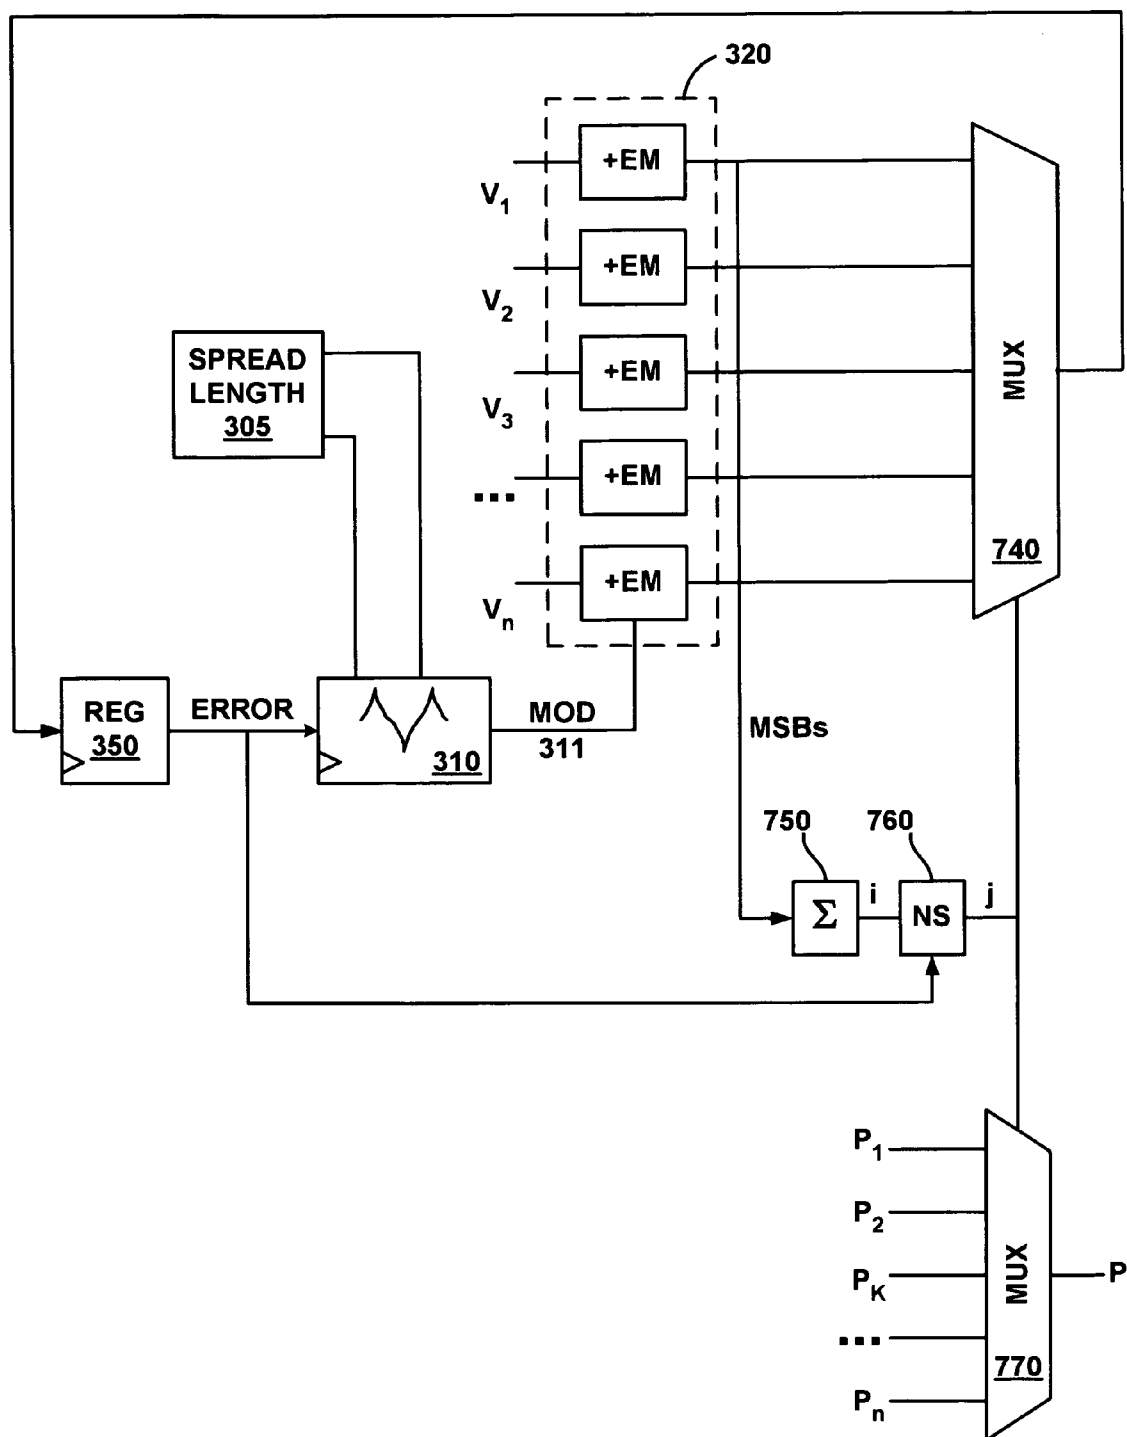 320
+EM
V1
+EM
V2
SPREAD
LENGTH
305
+EM
V3
MUX
+EM
...
740
+EM
Vn
REG
350
ERROR
310
MOD
311
MSBs
750
760
Σ
i
NS
j
P1
P2
PK
MUX
P
...
770
Pn